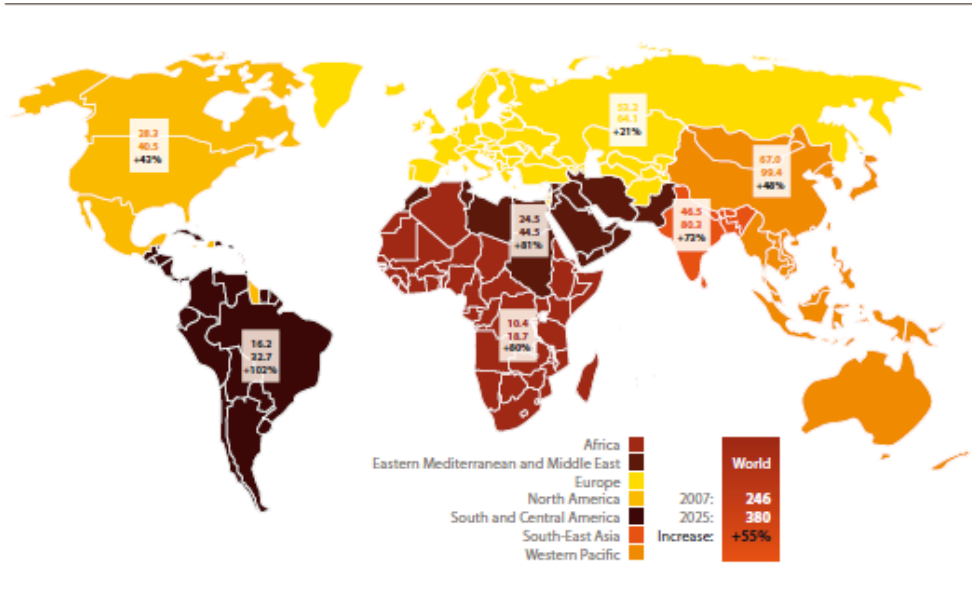 28.3
40.5
+43%
53.2
64.1
+21%
67.0
99.4
+48%
46.5
80.3
+73%
24.5
44.5
+81%
10.4
18.7
+80%
16.2
32.7
+102%
Africa
Eastern Mediterranean and Middle East
Europe
North America
South and Central America
South-East Asia
Western Pacific
World
2007: 246
2025: 380
Increase: +55%